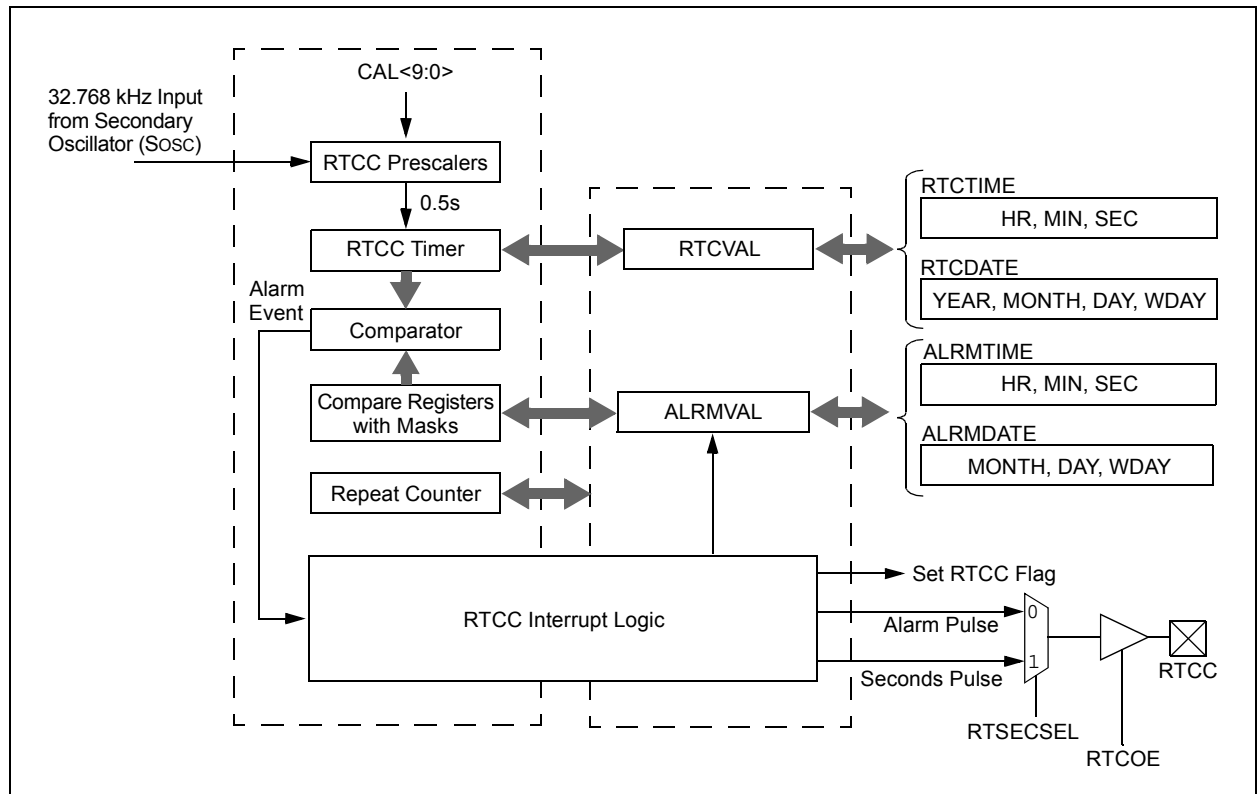 CAL<9:0>
32.768 kHz Input
from Secondary
Oscillator (SOSC)
RTCC Prescalers
0.5s
RTCC Timer
RTCVAL
RTCTIME
HR, MIN, SEC
RTCDATE
YEAR, MONTH, DAY, WDAY
Alarm
Event
Comparator
Compare Registers
with Masks
ALRMVAL
ALRMTIME
HR, MIN, SEC
ALRMDATE
MONTH, DAY, WDAY
Repeat Counter
RTCC Interrupt Logic
Set RTCC Flag
Alarm Pulse
0
Seconds Pulse
1
RTCC
RTSECSEL
RTCOE